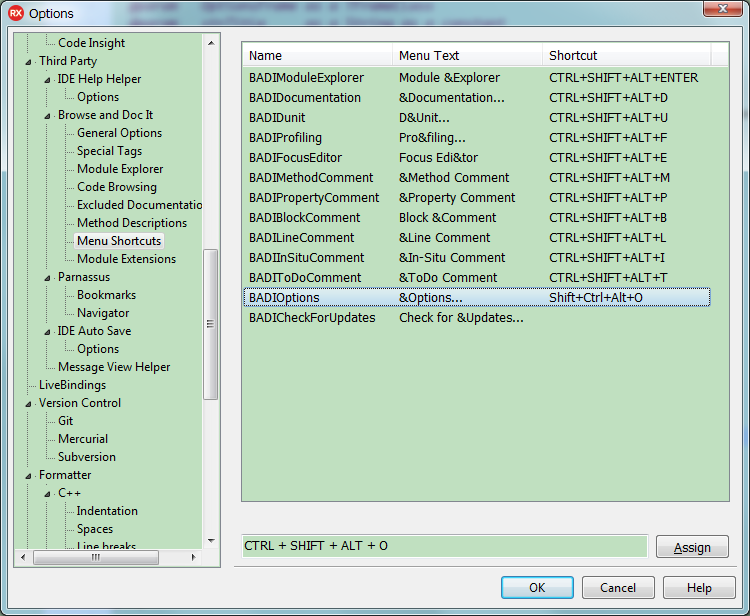 RX Options
Code Insight
Third Party
IDE Help Helper
Options
Browse and Doc It
General Options
Special Tags
Module Explorer
Code Browsing
Excluded Documentatio
Method Descriptions
Menu Shortcuts
Module Extensions
Parnassus
Bookmarks
Navigator
IDE Auto Save
Options
Message View Helper
LiveBindings
Version Control
Git
Mercurial
Subversion
Formatter
C++
Indentation
Spaces
Line breaks
Name Menu Text Shortcut
BADIModuleExplorer Module &Explorer CTRL+SHIFT+ALT+ENTER
BADIDocumentation &Documentation... CTRL+SHIFT+ALT+D
BADIDunit D&Unit... CTRL+SHIFT+ALT+U
BADIProfiling Pro&filing... CTRL+SHIFT+ALT+F
BADIFocusEditor Focus Edi&tor CTRL+SHIFT+ALT+E
BADIMethodComment &Method Comment CTRL+SHIFT+ALT+M
BADIPropertyComment &Property Comment CTRL+SHIFT+ALT+P
BADIBlockComment Block &Comment CTRL+SHIFT+ALT+B
BADILineComment &Line Comment CTRL+SHIFT+ALT+L
BADIInSituComment &In-Situ Comment CTRL+SHIFT+ALT+I
BADIToDoComment &ToDo Comment CTRL+SHIFT+ALT+T
BADIOptions &Options... Shift+Ctrl+Alt+O
BADICheckForUpdates Check for &Updates...
CTRL + SHIFT + ALT + O Assign
OK Cancel Help